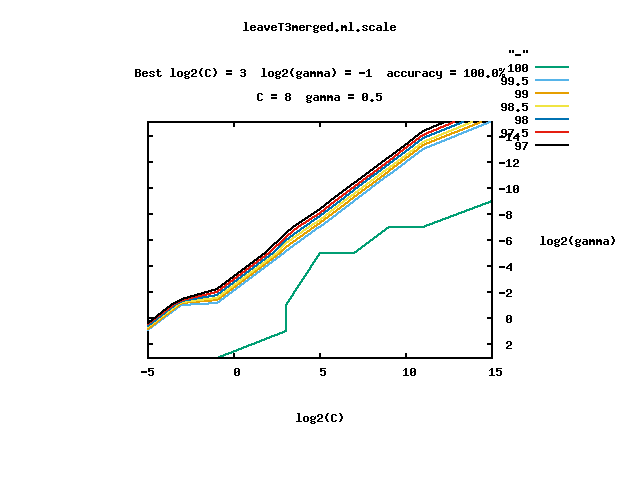 leaveT3merged.ml.scale
Best log2(C) = 3  log2(gamma) = -1  accuracy = 100.0%
C = 8  gamma = 0.5
"-"
100
99.5
99
98.5
98
97.5
97
-14
-12
-10
-8
-6
-4
-2
0
2
log2(gamma)
-5 0 5 10 15
log2(C)